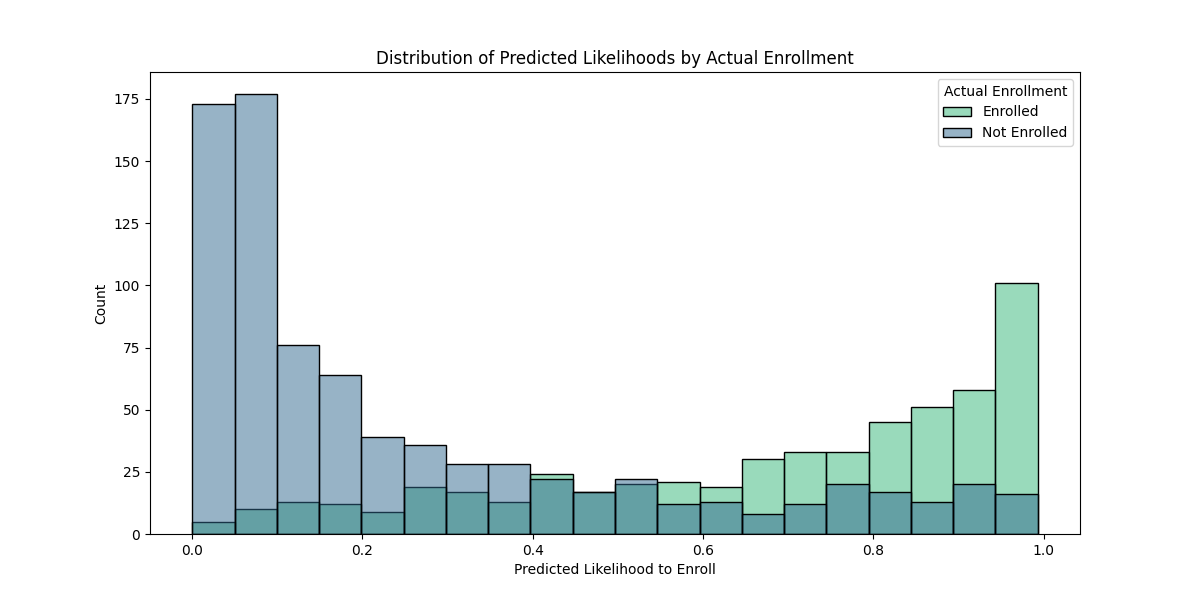 Distribution of Predicted Likelihoods by Actual Enrollment
Actual Enrollment
Enrolled
Not Enrolled
175
150
125
100
75
50
25
0
Count
0.0 0.2 0.4 0.6 0.8 1.0
Predicted Likelihood to Enroll